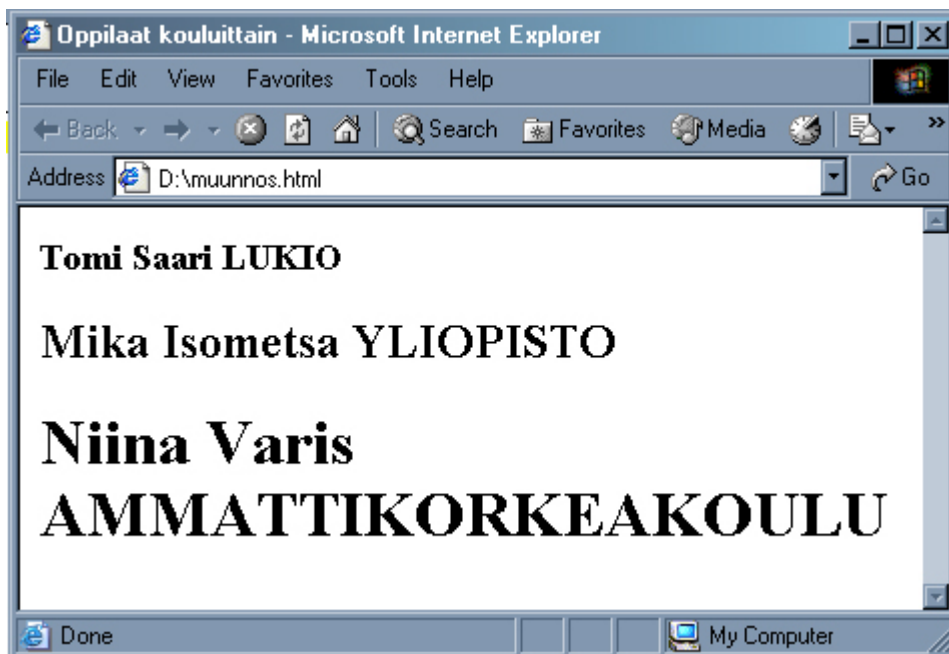 Oppilaat kouluittain - Microsoft Internet Explorer
File Edit View Favorites Tools Help
Back Search Favorites Media »
Address D:\muunnos.html Go
Tomi Saari LUKIO
Mika Isometsa YLIOPISTO
Niina Varis
AMMATTIKORKEAKOULU
Done My Computer